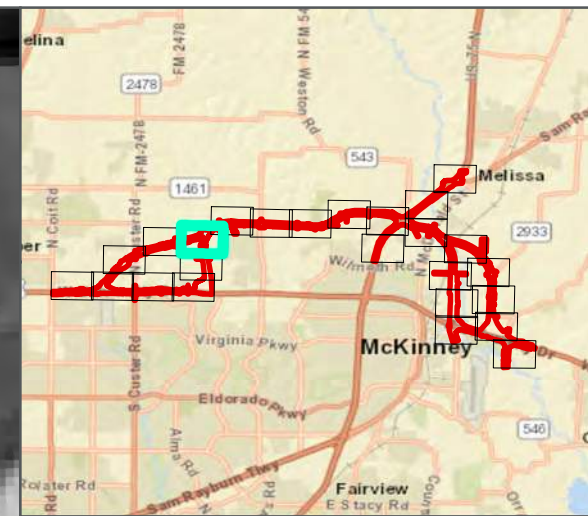 elina
FM 2478
N FM 54
Weston Rd
2478
N FM-2478
543
Sam Ra
1461
Melissa
N Coit Rd
2933
er
Wilmeth Rd
Virginia Pkwy
McKinney
Dr
S Custer Rd
Eldorado Pkwy
546
Alma Rd
Sam Rayburn Tlwy
Rolater Rd
Fairview
E Stacy Rd
Rd